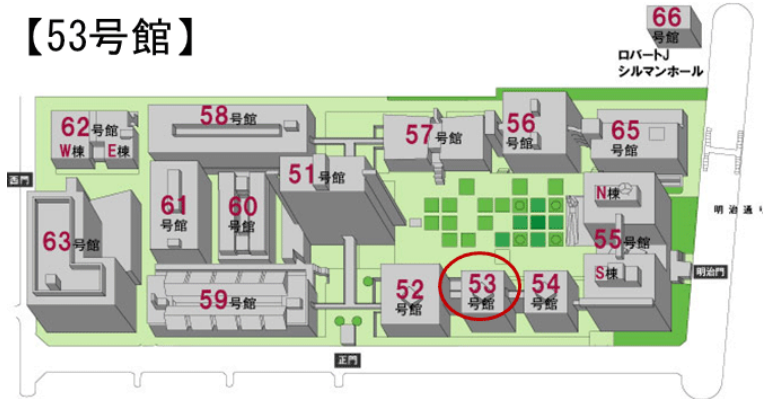 【53号館】
66
号館
ロバートJ
シルマンホール
62号館
W棟 E棟
58号館
57号館
56
号館
65
号館
51号館
西門
61
号館
60
号館
N棟
明治通り
63号館
55
号館
S棟
明治門
59号館
52
号館
53
号館
54
号館
正門